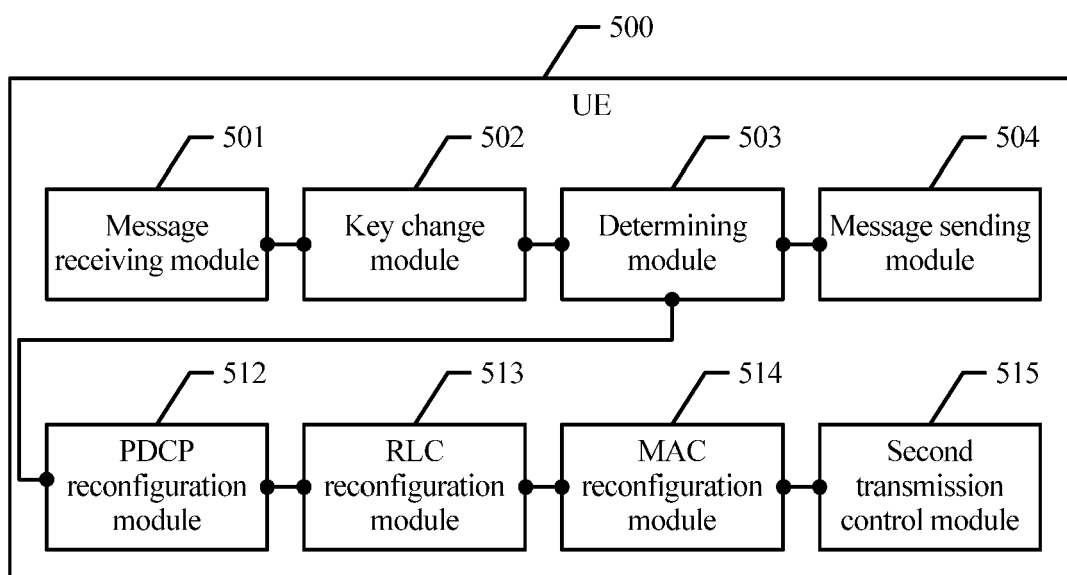 500
UE
501
502
503
504
Message
receiving module
Key change
module
Determining
module
Message sending
module
512
513
514
515
PDCP
reconfiguration
module
RLC
reconfiguration
module
MAC
reconfiguration
module
Second
transmission
control module